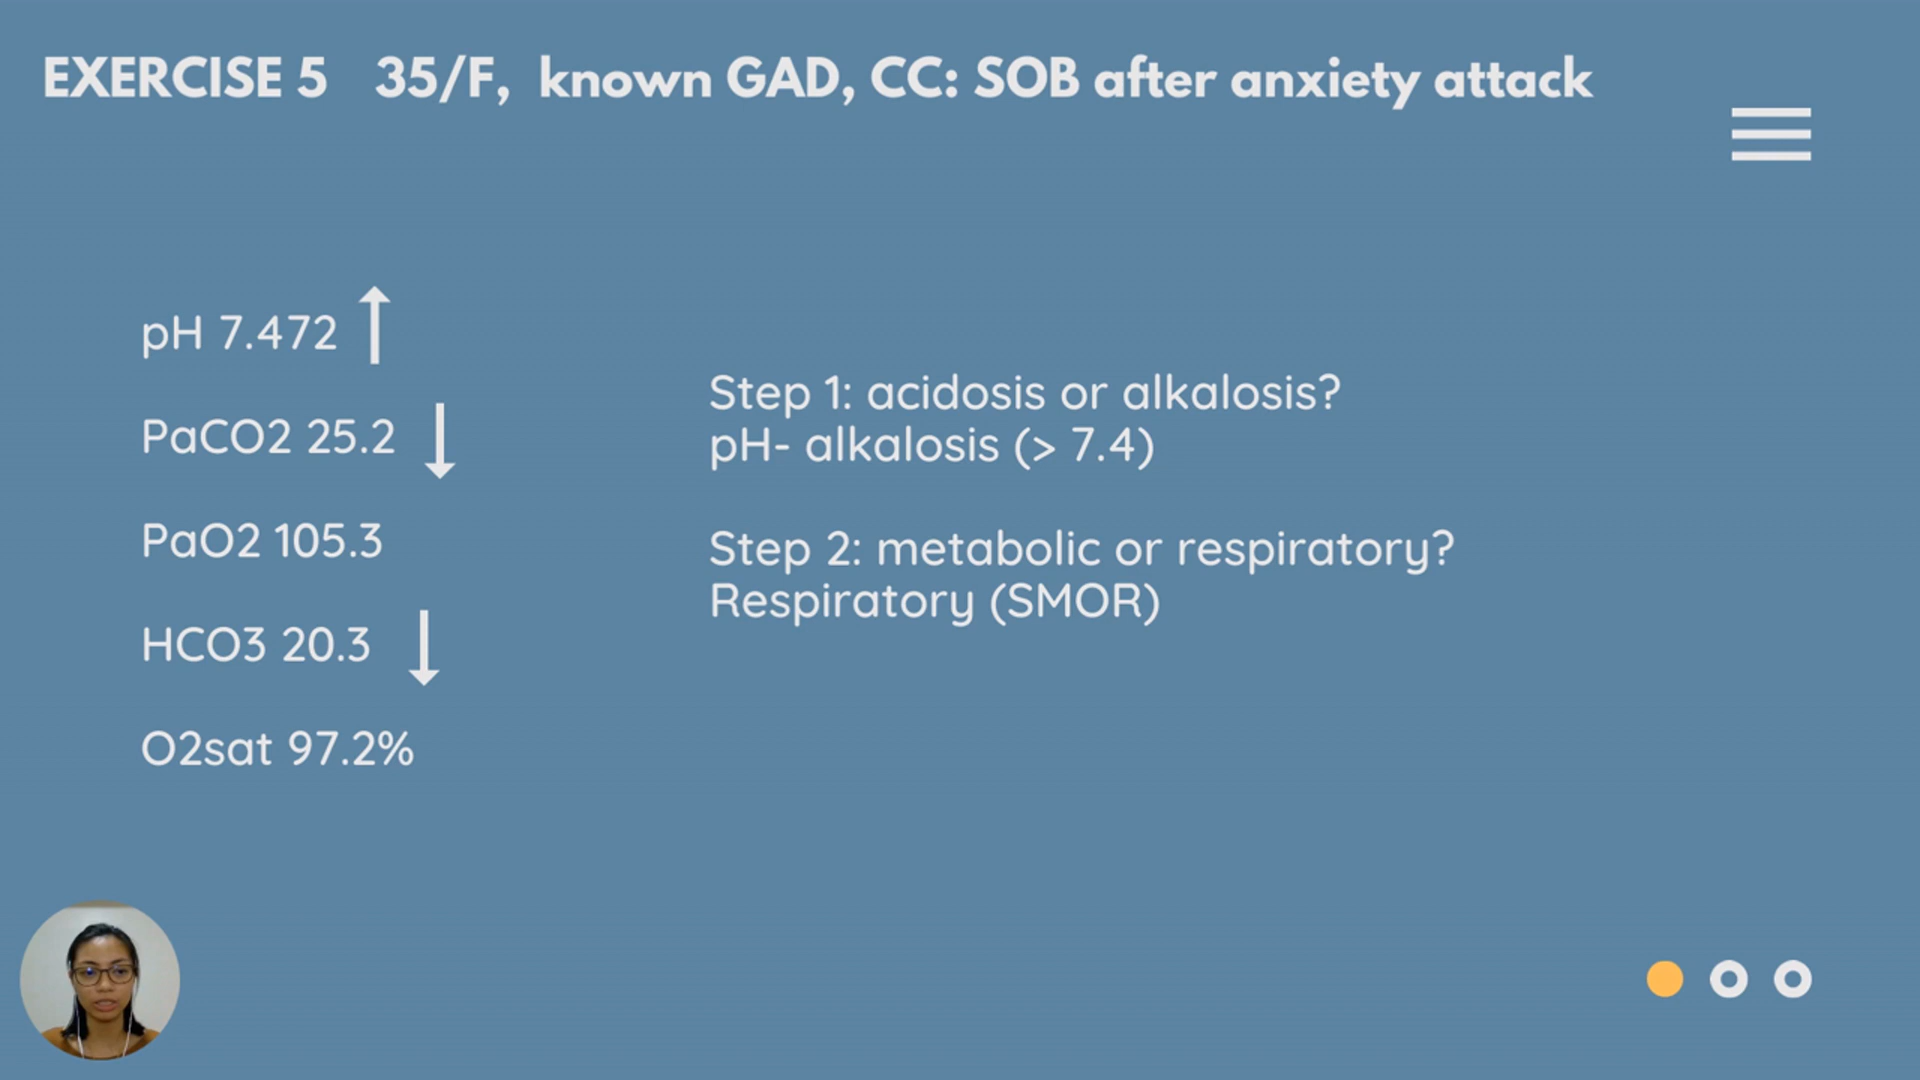 EXERCISE 5 35/F, known GAD, CC: SOB after anxiety attack
pH 7.472
PaCO2 25.2
PaO2 105.3
HCO3 20.3
O2sat 97.2%
Step 1: acidosis or alkalosis?
pH- alkalosis (> 7.4)
Step 2: metabolic or respiratory?
Respiratory (SMOR)